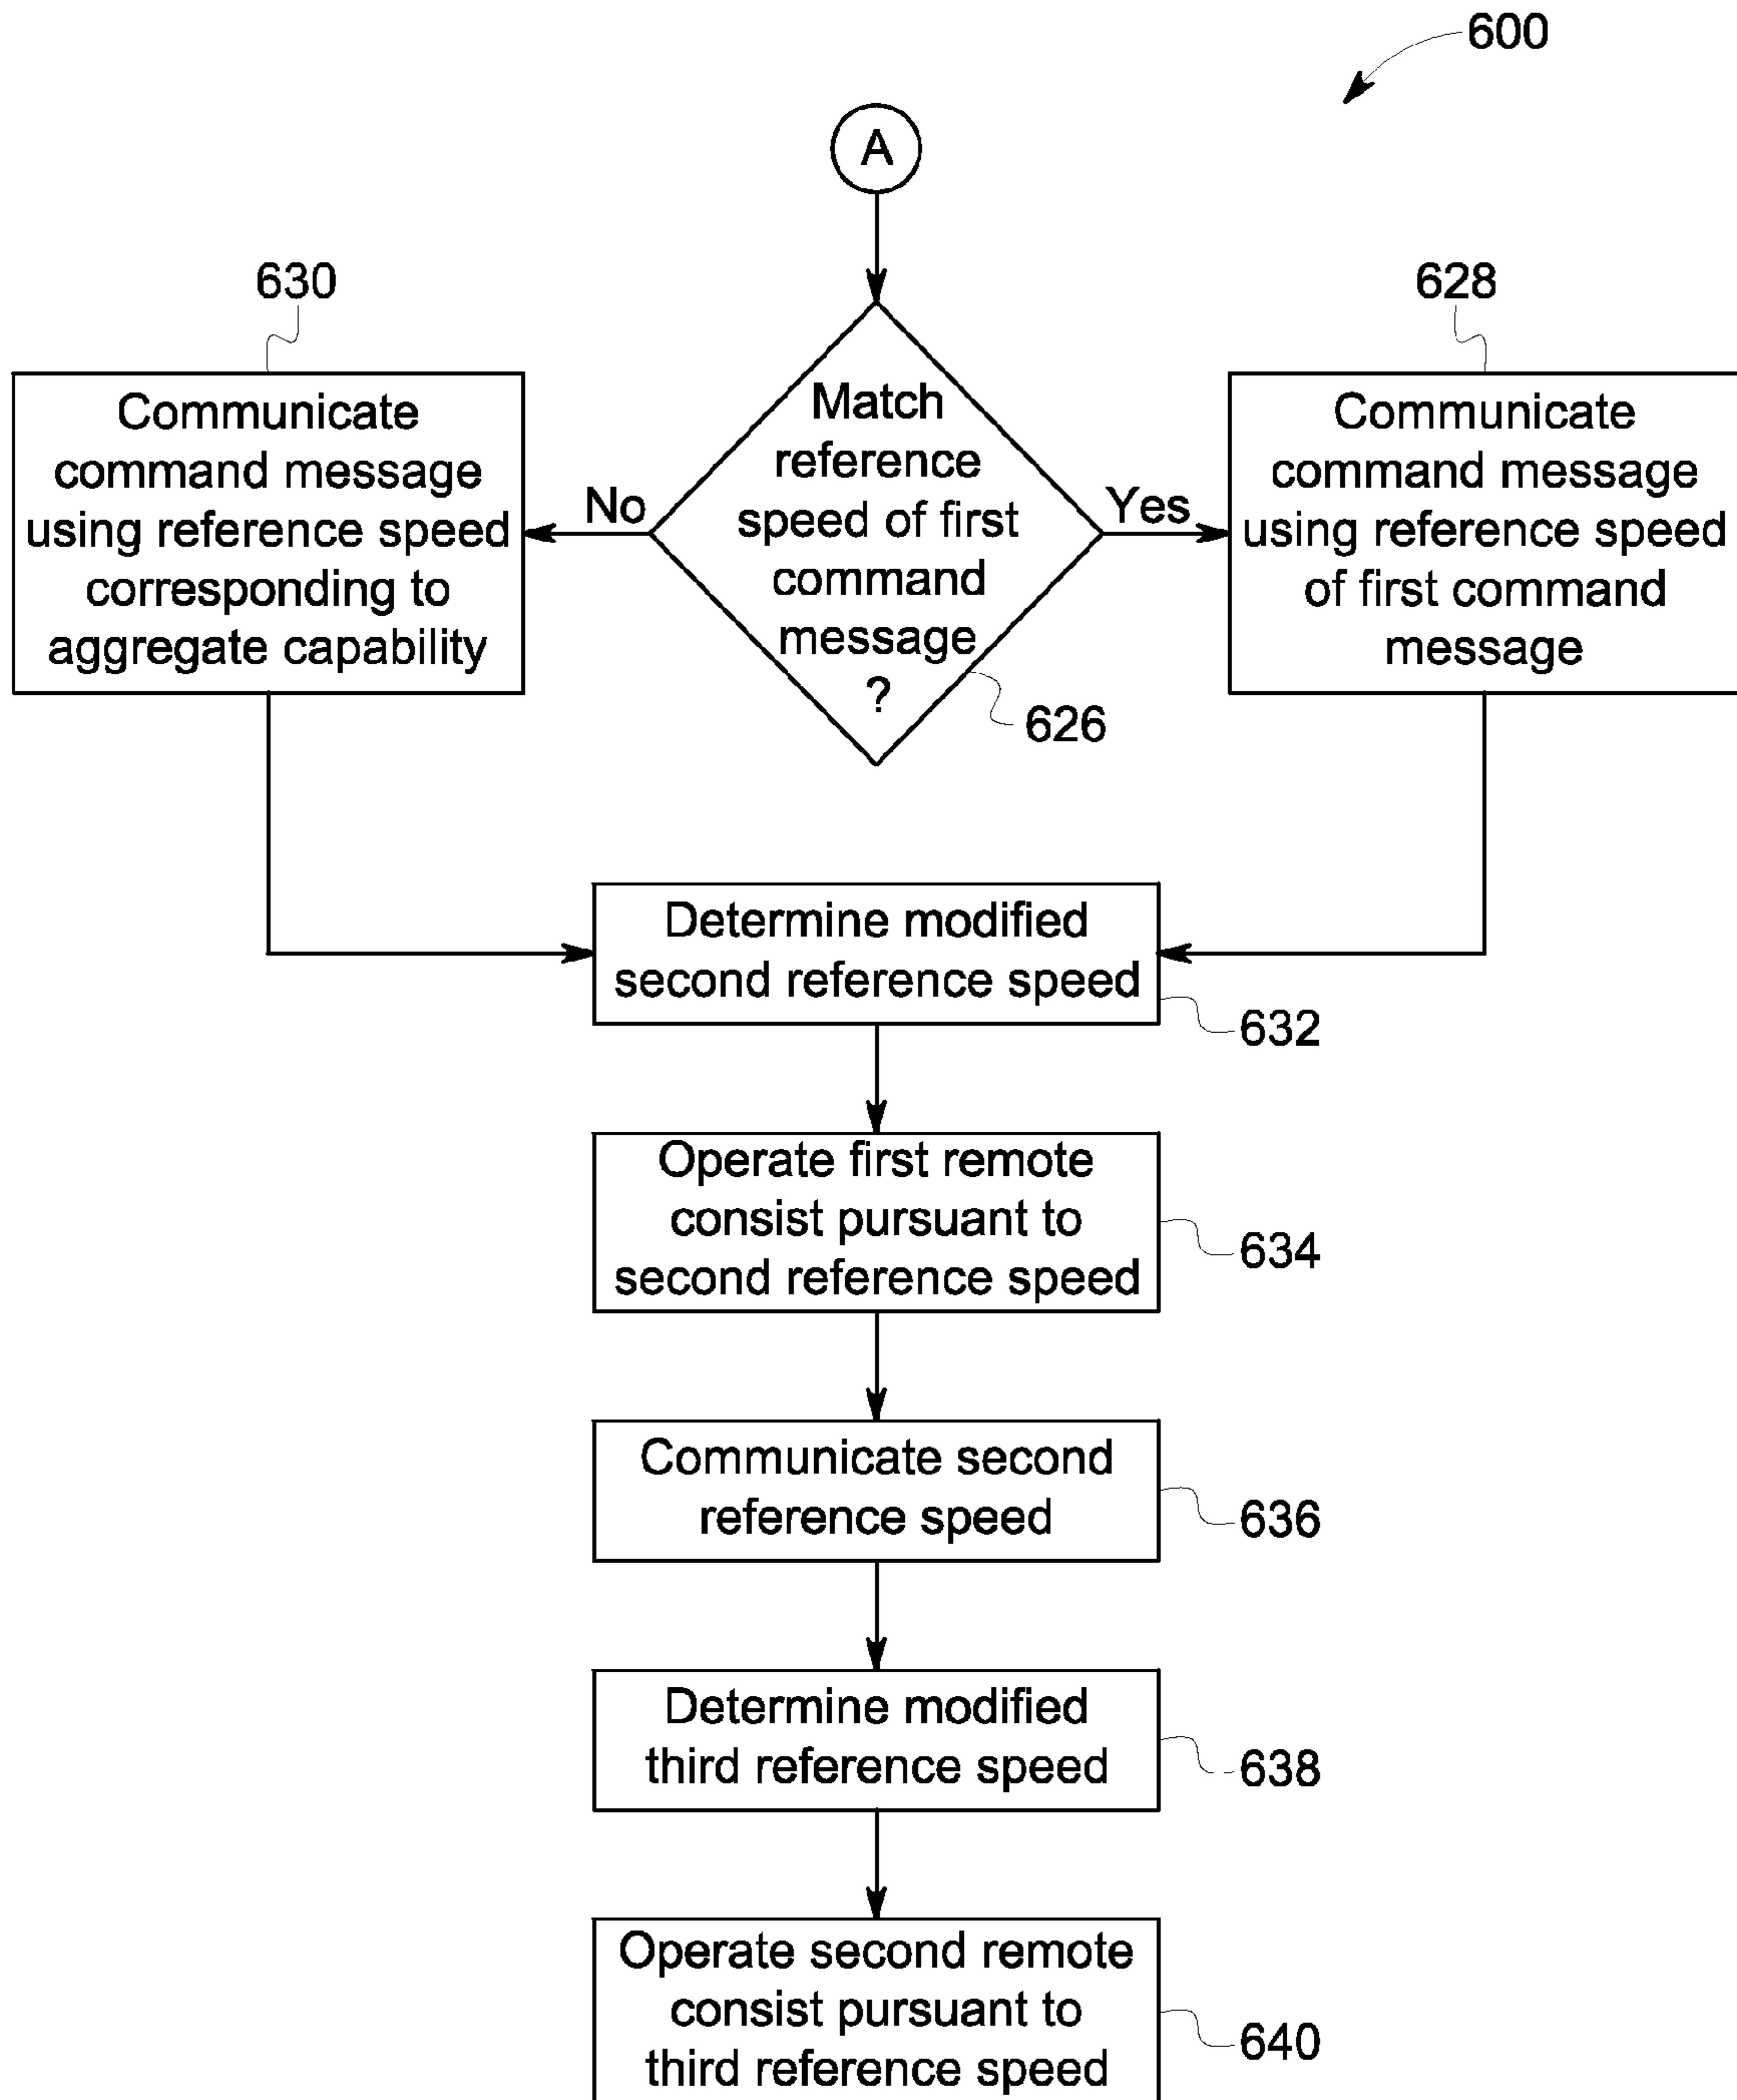 600
A
630
628
Communicate
command message
using reference speed
corresponding to
aggregate capability
No
Match
reference
speed of first
command
message
?
Yes
626
Communicate
command message
using reference speed
of first command
message
Determine modified
second reference speed
632
Operate first remote
consist pursuant to
second reference speed
634
Communicate second
reference speed
636
Determine modified
third reference speed
638
Operate second remote
consist pursuant to
third reference speed
640